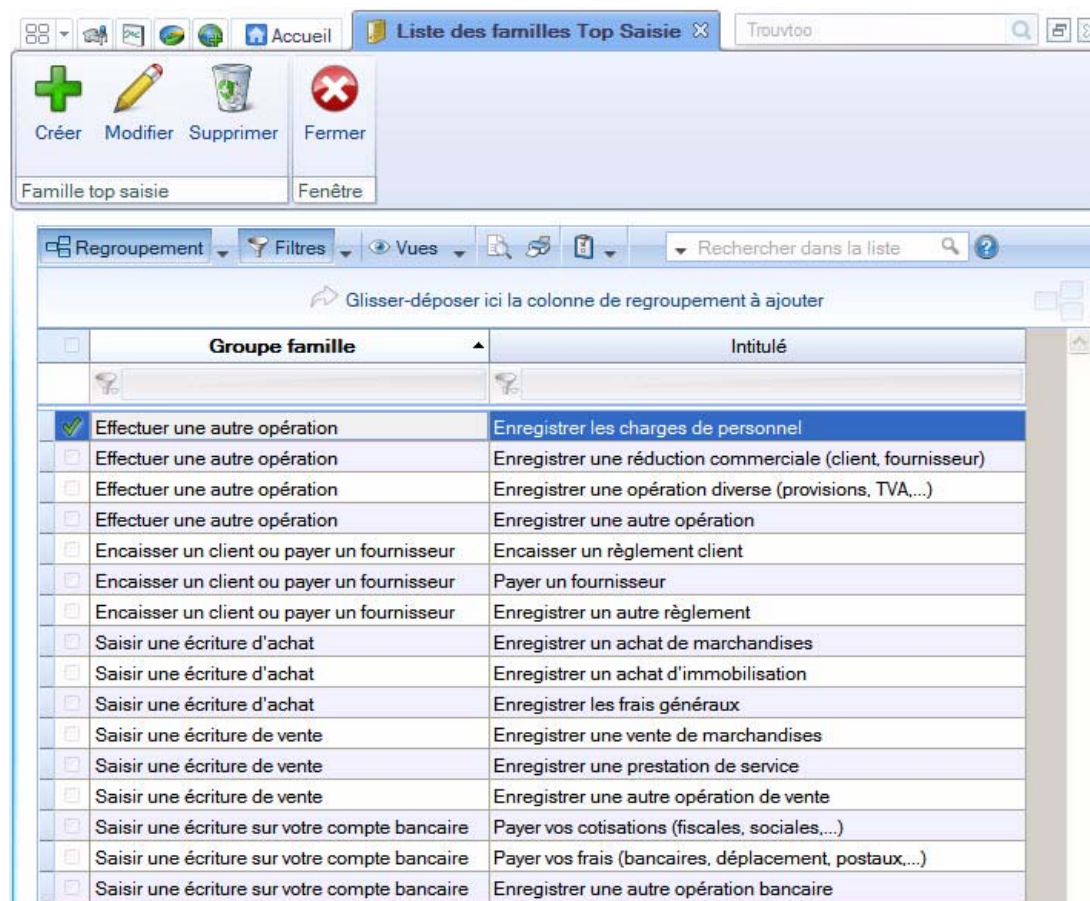 Accueil Liste des familles Top Saisie Trouvtoo
Créer Modifier Supprimer Fermer
Famille top saisie Fenêtre
Regroupement Filtres Vues Rechercher dans la liste
Glisser-déposer ici la colonne de regroupement à ajouter
Groupe famille Intitulé
Effectuer une autre opération Enregistrer les charges de personnel
Effectuer une autre opération Enregistrer une réduction commerciale (client, fournisseur)
Effectuer une autre opération Enregistrer une opération diverse (provisions, TVA,...)
Effectuer une autre opération Enregistrer une autre opération
Encaisser un client ou payer un fournisseur Encaisser un règlement client
Encaisser un client ou payer un fournisseur Payer un fournisseur
Encaisser un client ou payer un fournisseur Enregistrer un autre règlement
Saisir une écriture d'achat Enregistrer un achat de marchandises
Saisir une écriture d'achat Enregistrer un achat d'immobilisation
Saisir une écriture d'achat Enregistrer les frais généraux
Saisir une écriture de vente Enregistrer une vente de marchandises
Saisir une écriture de vente Enregistrer une prestation de service
Saisir une écriture de vente Enregistrer une autre opération de vente
Saisir une écriture sur votre compte bancaire Payer vos cotisations (fiscales, sociales,...)
Saisir une écriture sur votre compte bancaire Payer vos frais (bancaires, déplacement, postaux,...)
Saisir une écriture sur votre compte bancaire Enregistrer une autre opération bancaire